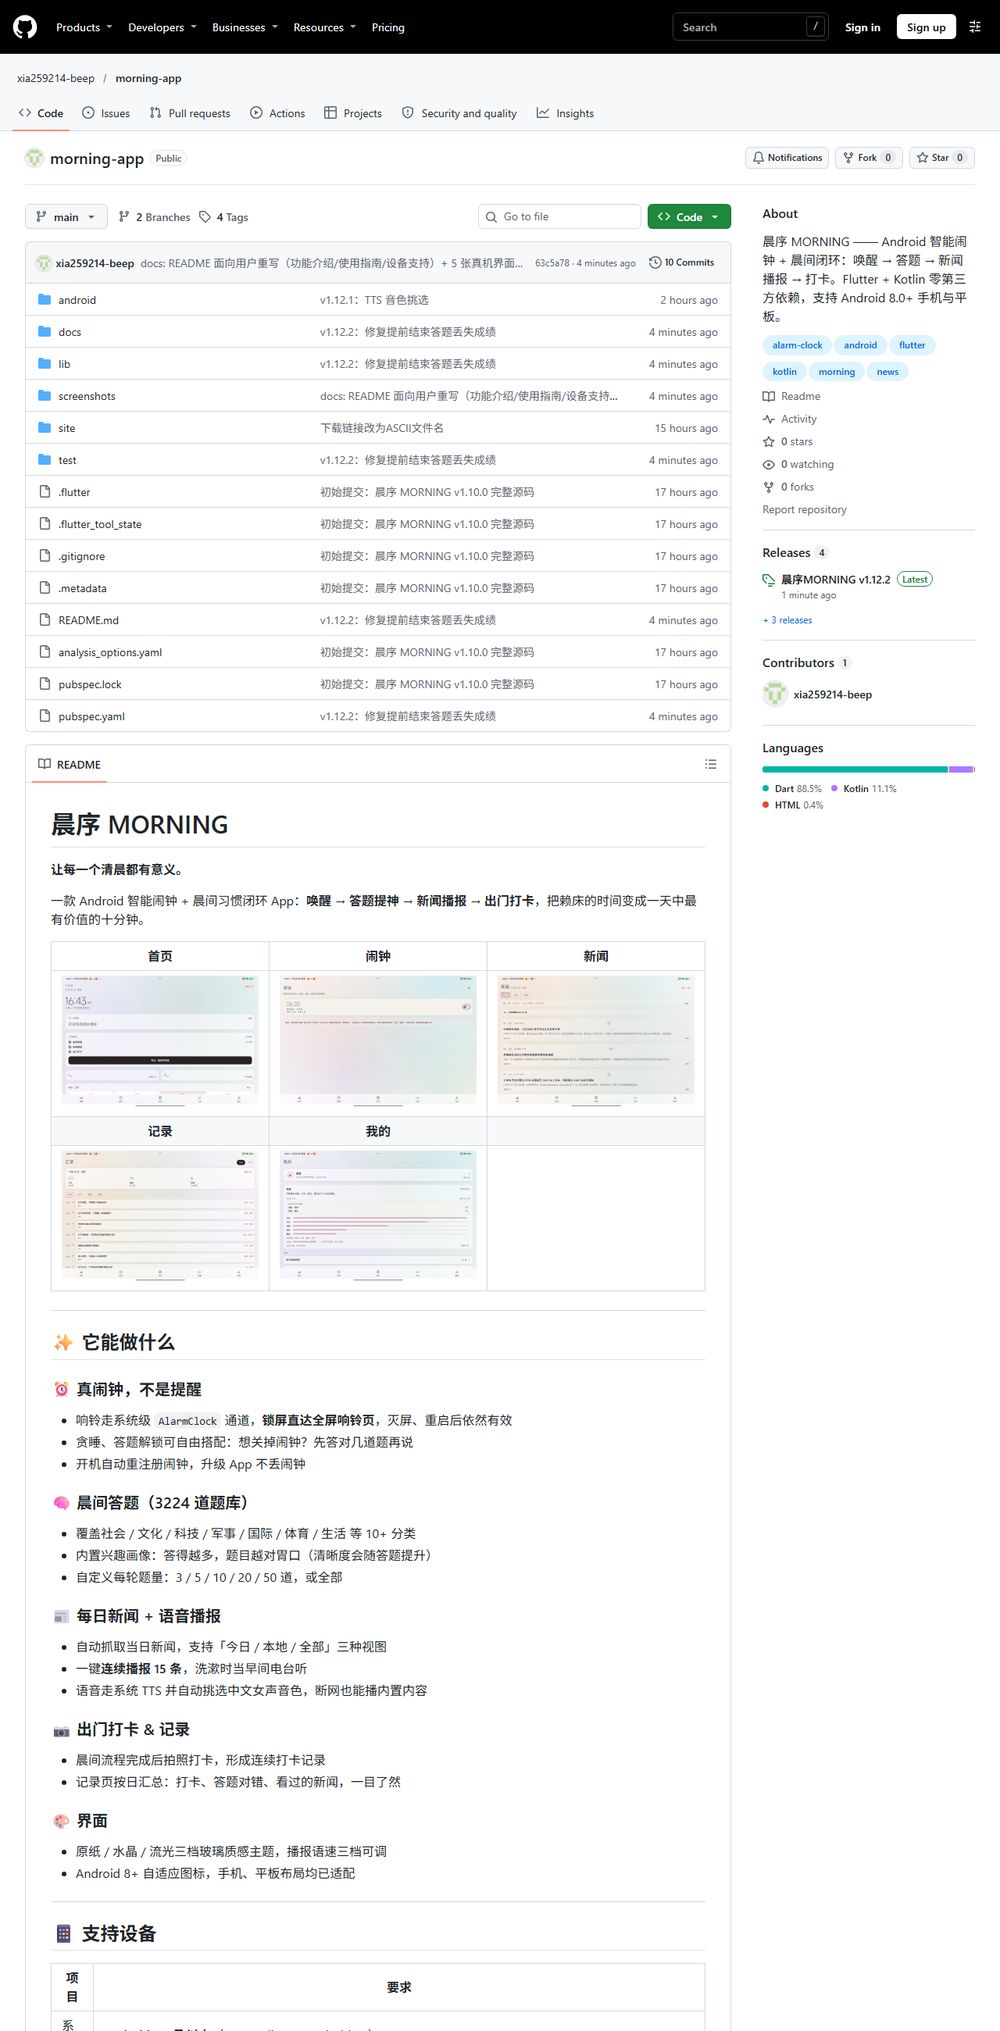 Products Developers Businesses Resources Pricing Search / Sign in Sign up
xia259214-beep / morning-app
Code Issues Pull requests Actions Projects Security and quality Insights
morning-app Public Notifications Fork 0 Star 0
main 2 Branches 4 Tags Go to file Code
xia259214-beep docs: README 面向用户重写（功能介绍/使用指南/设备支持）+ 5 张真机界面... 63c5a78 · 4 minutes ago 10 Commits
android v1.12.1：TTS 音色挑选 2 hours ago
docs v1.12.2：修复提前结束答题丢失成绩 4 minutes ago
lib v1.12.2：修复提前结束答题丢失成绩 4 minutes ago
screenshots docs: README 面向用户重写（功能介绍/使用指南/设备支持... 4 minutes ago
site 下载链接改为ASCII文件名 15 hours ago
test v1.12.2：修复提前结束答题丢失成绩 4 minutes ago
.flutter 初始提交：晨序 MORNING v1.10.0 完整源码 17 hours ago
.flutter_tool_state 初始提交：晨序 MORNING v1.10.0 完整源码 17 hours ago
.gitignore 初始提交：晨序 MORNING v1.10.0 完整源码 17 hours ago
.metadata 初始提交：晨序 MORNING v1.10.0 完整源码 17 hours ago
README.md v1.12.2：修复提前结束答题丢失成绩 4 minutes ago
analysis_options.yaml 初始提交：晨序 MORNING v1.10.0 完整源码 17 hours ago
pubspec.lock 初始提交：晨序 MORNING v1.10.0 完整源码 17 hours ago
pubspec.yaml v1.12.2：修复提前结束答题丢失成绩 4 minutes ago
About
晨序 MORNING —— Android 智能闹
钟 + 晨间闭环：唤醒 → 答题 → 新闻
播报 → 打卡。Flutter + Kotlin 零第三
方依赖，支持 Android 8.0+ 手机与平
板。
alarm-clock android flutter
kotlin morning news
Readme
Activity
0 stars
0 watching
0 forks
Report repository
Releases 4
晨序MORNING v1.12.2 Latest
1 minute ago
+ 3 releases
Contributors 1
xia259214-beep
Languages
Dart 88.5% Kotlin 11.1%
HTML 0.4%
README
晨序 MORNING
让每一个清晨都有意义。
一款 Android 智能闹钟 + 晨间习惯闭环 App：唤醒 → 答题提神 → 新闻播报 → 出门打卡，把赖床的时间变成一天中最
有价值的十分钟。
首页 闹钟 新闻
16:43
06:30
记录 我的
✨ 它能做什么
⏰ 真闹钟，不是提醒
响铃走系统级 AlarmClock 通道，锁屏直达全屏响铃页，灭屏、重启后依然有效
贪睡、答题解锁可自由搭配：想关掉闹钟？先答对几道题再说
开机自动重注册闹钟，升级 App 不丢闹钟
🧠 晨间答题（3224 道题库）
覆盖社会 / 文化 / 科技 / 军事 / 国际 / 体育 / 生活 等 10+ 分类
内置兴趣画像：答得越多，题目越对胃口（清晰度会随答题提升）
自定义每轮题量：3 / 5 / 10 / 20 / 50 道，或全部
📰 每日新闻 + 语音播报
自动抓取当日新闻，支持「今日 / 本地 / 全部」三种视图
一键连续播报 15 条，洗漱时当早间电台听
语音走系统 TTS 并自动挑选中文女声音色，断网也能播内置内容
📷 出门打卡 & 记录
晨间流程完成后拍照打卡，形成连续打卡记录
记录页按日汇总：打卡、答题对错、看过的新闻，一目了然
🎨 界面
原纸 / 水晶 / 流光三档玻璃质感主题，播报语速三档可调
Android 8+ 自适应图标，手机、平板布局均已适配
📱 支持设备
项
目 要求
系